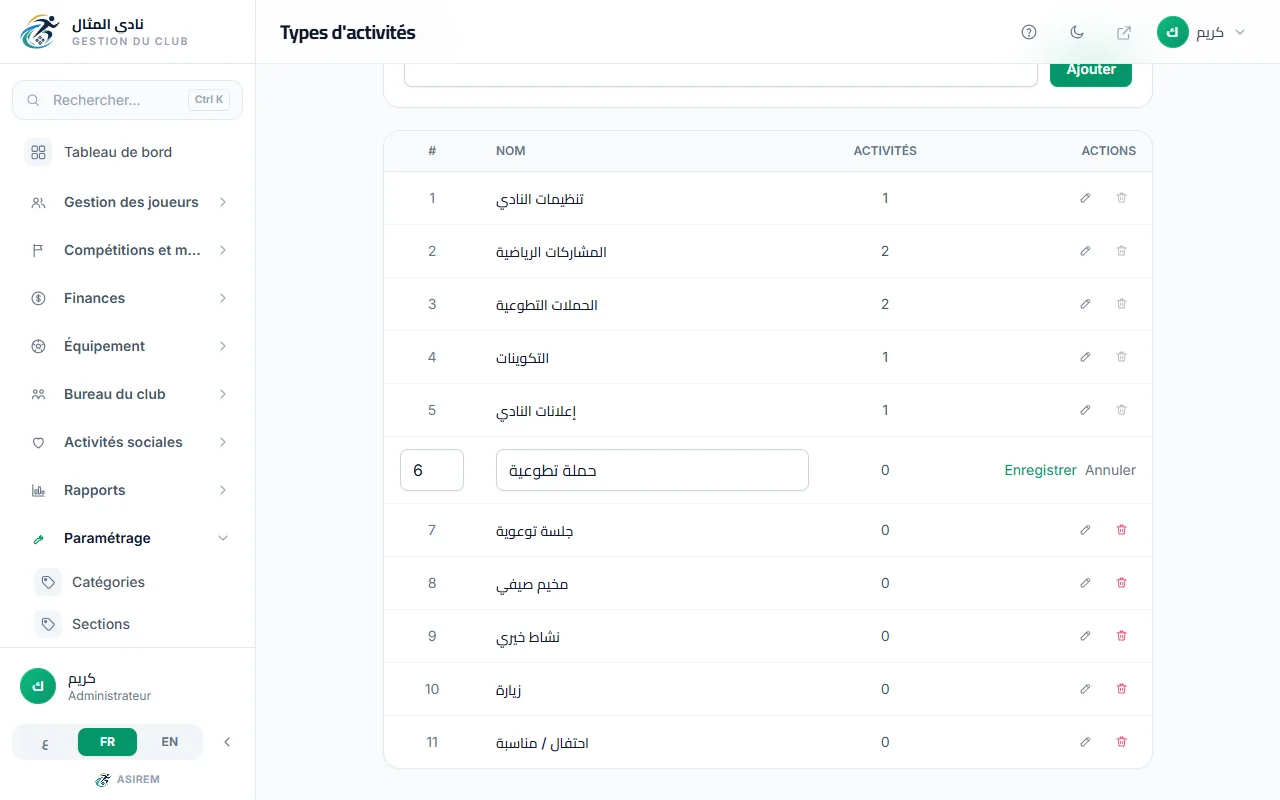 نادي المثال
GESTION DU CLUB
Rechercher...
Ctrl K
Tableau de bord
Gestion des joueurs
Compétitions et m...
Finances
Équipement
Bureau du club
Activités sociales
Rapports
Paramétrage
Catégories
Sections
كريم
Administrateur
ع
FR
EN
ASIREM
Types d'activités
ك
كريم
Ajouter
# NOM ACTIVITÉS ACTIONS
1 تنظيمات النادي 1
2 المشاركات الرياضية 2
3 الحملات التطوعية 2
4 التكوينات 1
5 إعلانات النادي 1
6 حملة تطوعية 0 Enregistrer Annuler
7 جلسة توعوية 0
8 مخيم صيفي 0
9 نشاط خيري 0
10 زيارة 0
11 احتفال / مناسبة 0